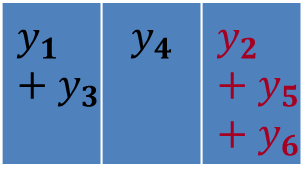 y₁ y₄ y₂
+ y₃ + y₅
+ y₆